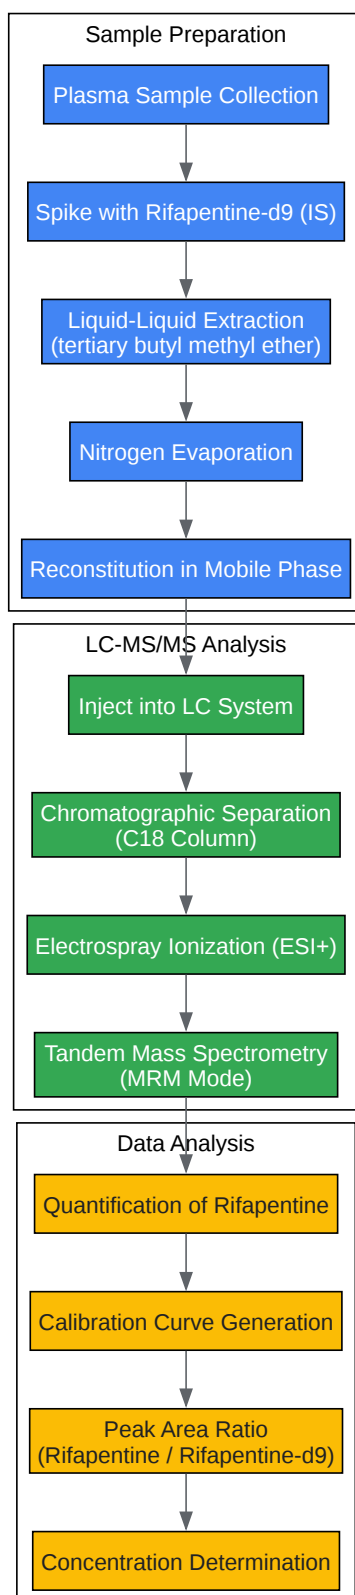 Sample Preparation
Plasma Sample Collection
Spike with Rifapentine-d9 (IS)
Liquid-Liquid Extraction
(tertiary butyl methyl ether)
Nitrogen Evaporation
Reconstitution in Mobile Phase
LC-MS/MS Analysis
Inject into LC System
Chromatographic Separation
(C18 Column)
Electrospray Ionization (ESI+)
Tandem Mass Spectrometry
(MRM Mode)
Data Analysis
Quantification of Rifapentine
Calibration Curve Generation
Peak Area Ratio
(Rifapentine / Rifapentine-d9)
Concentration Determination